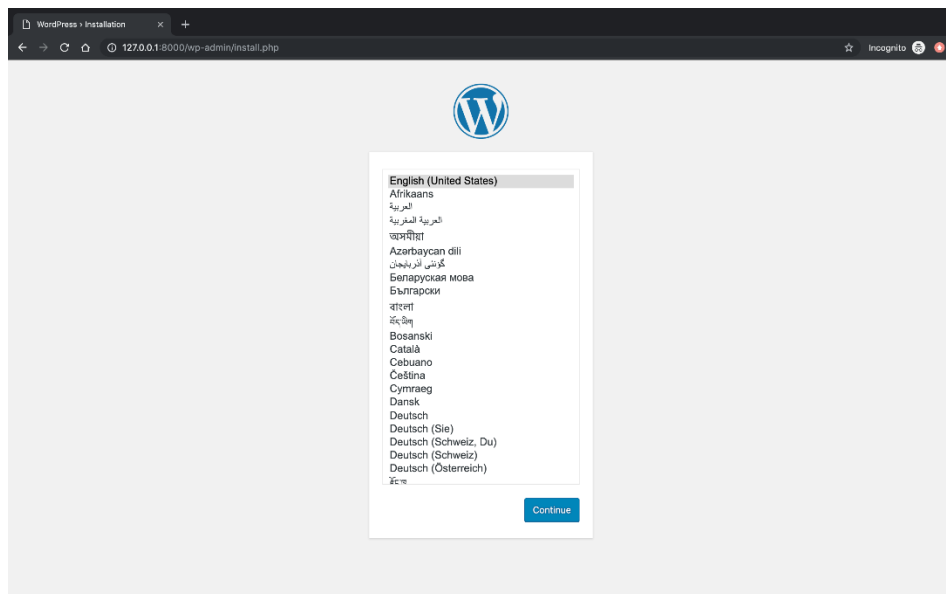 WordPress › Installation
127.0.0.1:8000/wp-admin/install.php
Incognito
English (United States)
Afrikaans
العربية
العربية المغربية
অসমীয়া
Azərbaycan dili
گؤنئی آذربایجان
Беларуская мова
Български
বাংলা
བོད་ཡིག
Bosanski
Català
Cebuano
Čeština
Cymraeg
Dansk
Deutsch
Deutsch (Sie)
Deutsch (Schweiz, Du)
Deutsch (Schweiz)
Deutsch (Österreich)
Continue